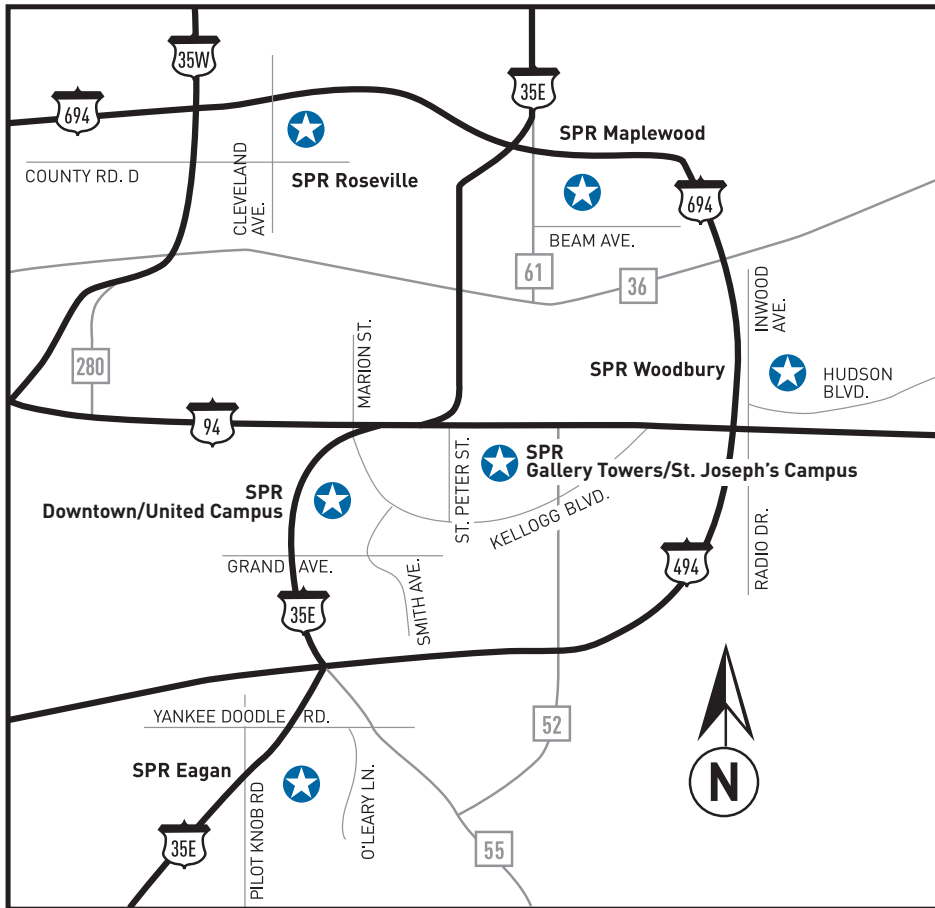 35W
35E
694
SPR Maplewood
COUNTY RD. D
CLEVELAND
AVE.
SPR Roseville
694
BEAM AVE.
61
36
INWOOD
AVE.
280
MARION ST.
SPR Woodbury
HUDSON
BLVD.
94
SPR
Gallery Towers/St. Joseph's Campus
SPR
Downtown/United Campus
ST. PETER ST.
KELLOGG BLVD.
RADIO DR.
GRAND AVE.
SMITH AVE.
494
35E
YANKEE DOODLE RD.
52
SPR Eagan
PILOT KNOB RD
O'LEARY LN.
N
35E
55